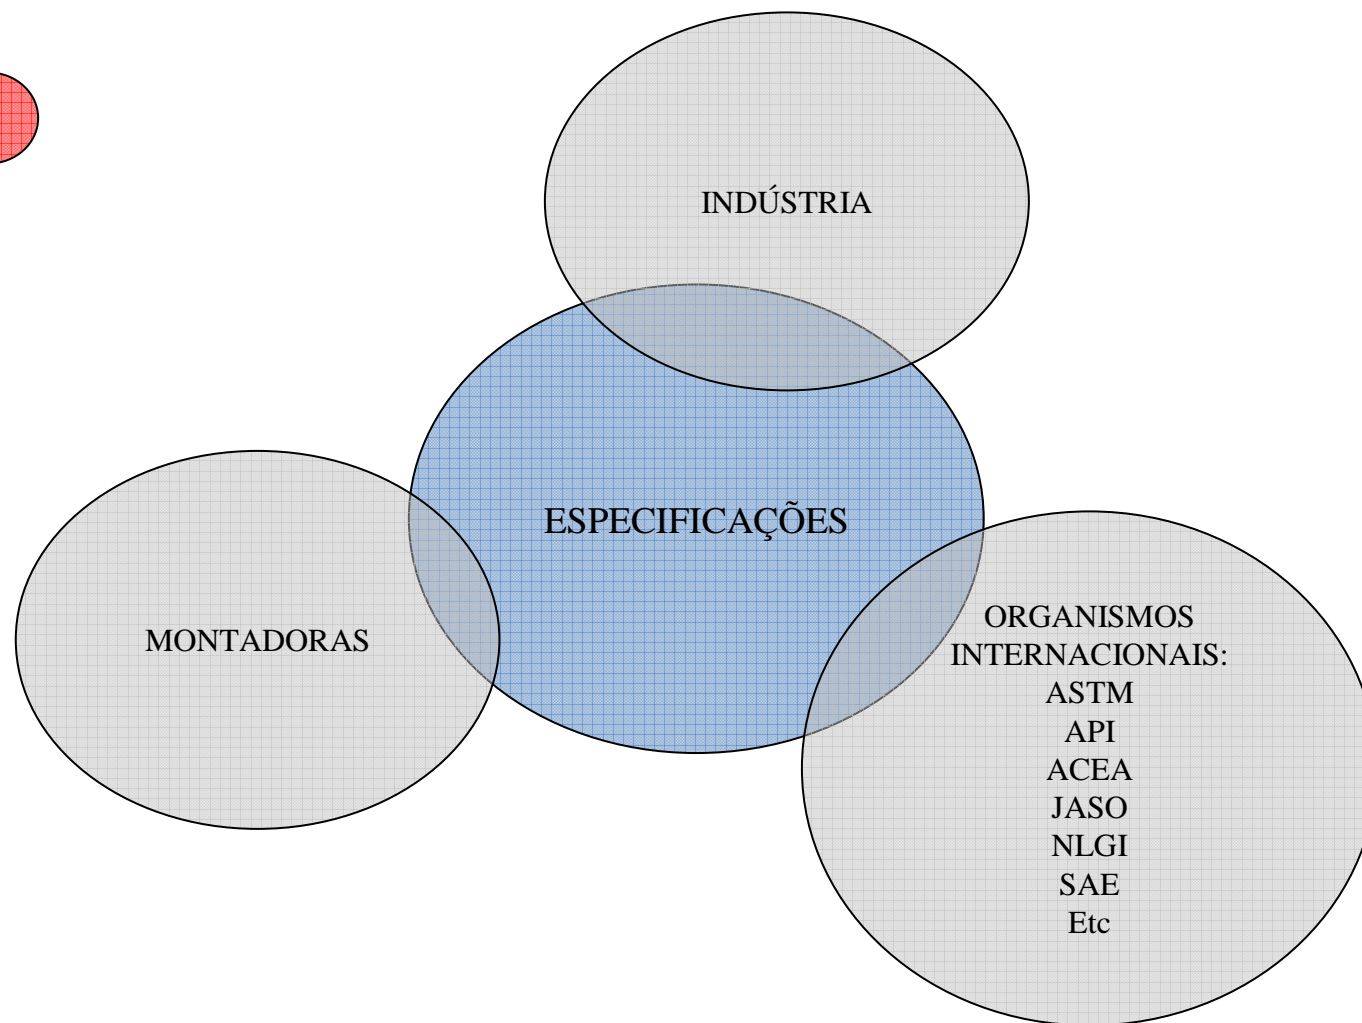 INDÚSTRIA
ESPECIFICAÇÕES
MONTADORAS
ORGANISMOS
INTERNACIONAIS:
ASTM
API
ACEA
JASO
NLGI
SAE
Etc